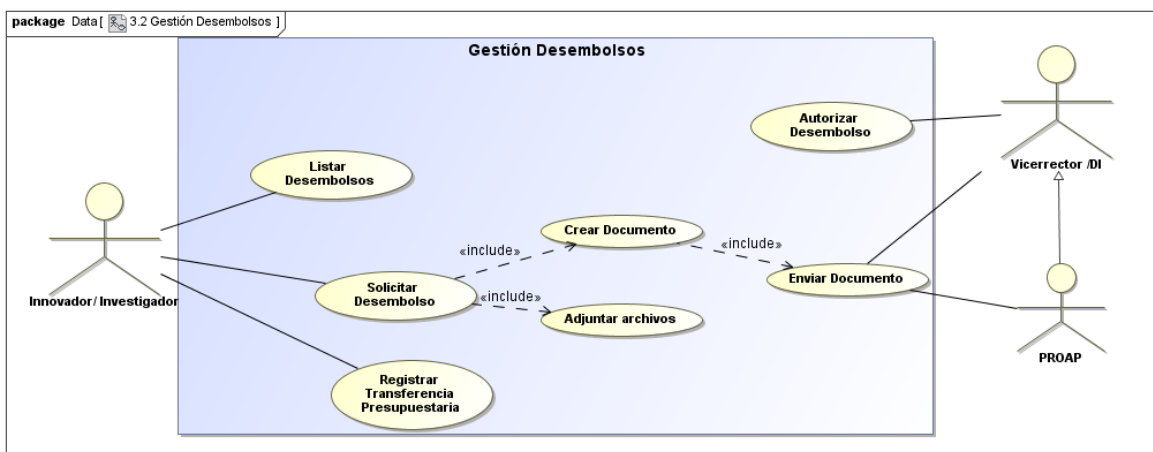 package Data [ 3.2 Gestión Desembolsos ]
Gestión Desembolsos
Autorizar
Desembolso
Vicerrector /DI
Listar
Desembolsos
Innovador/ Investigador
Crear Documento
«include»
«include»
Enviar Documento
Solicitar
Desembolso
«include»
Adjuntar archivos
PROAP
Registrar
Transferencia
Presupuestaria